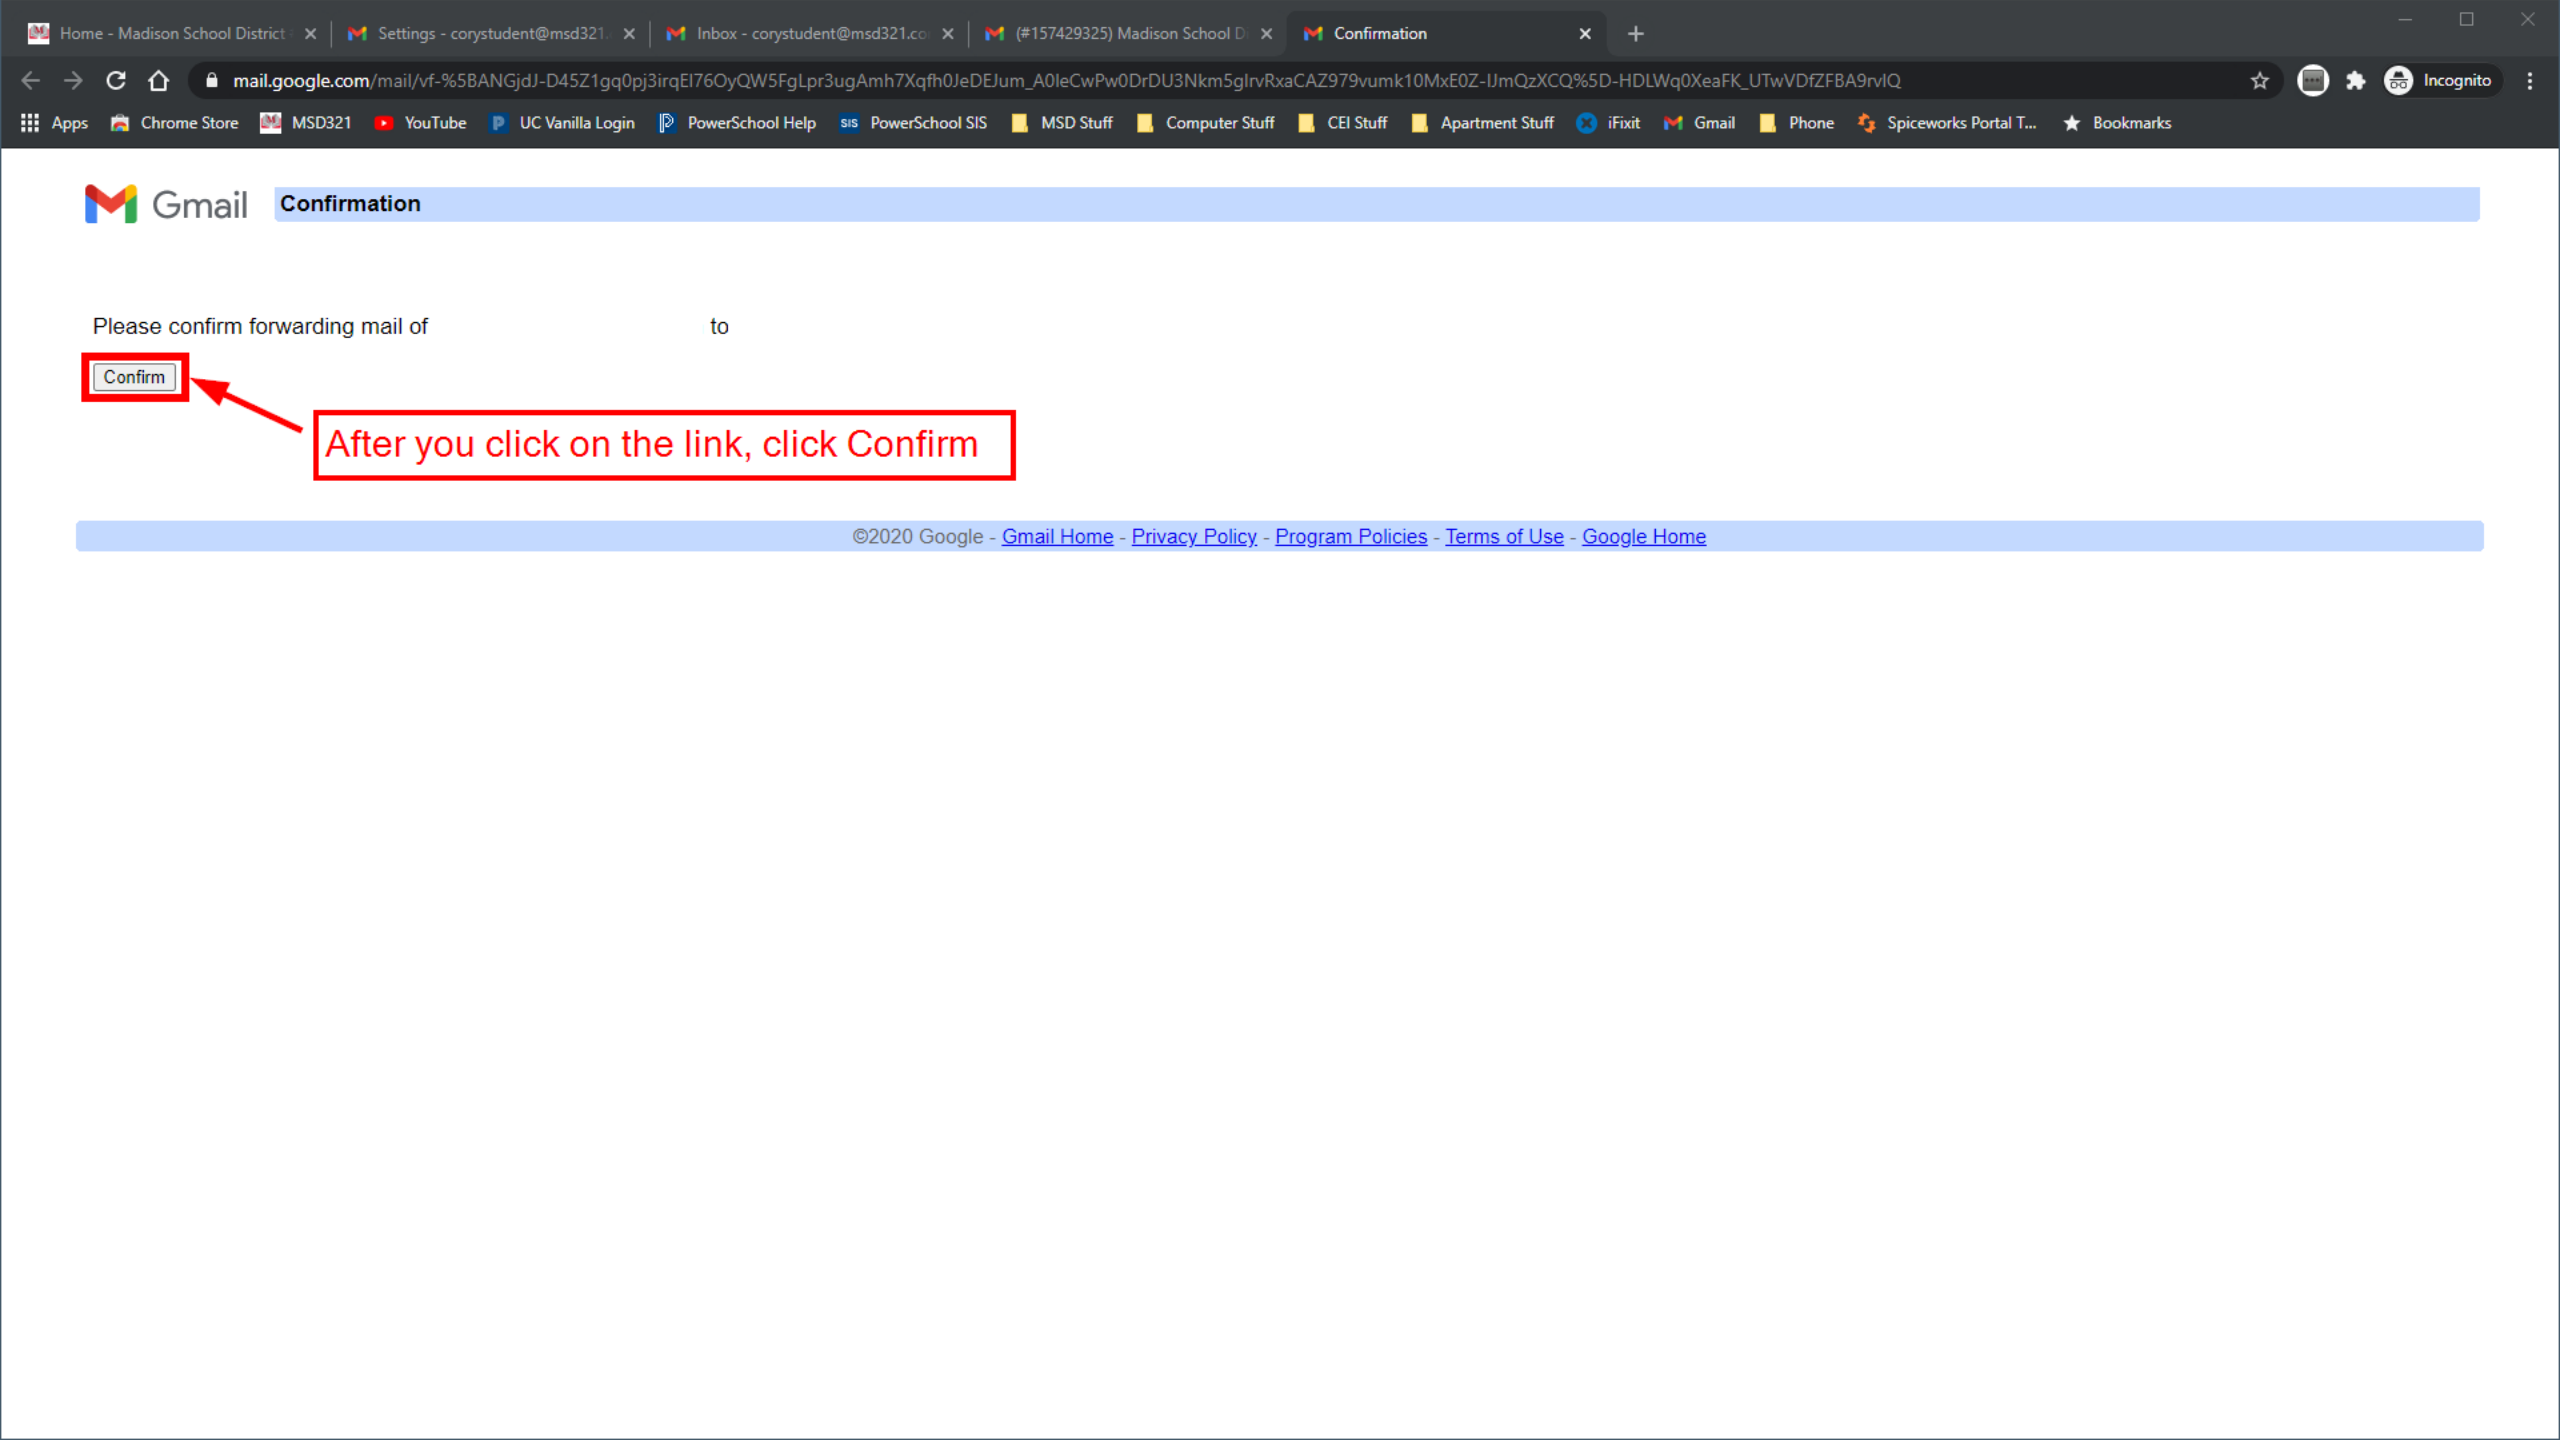 Home - Madison School District
Settings - corystudent@msd321.
Inbox - corystudent@msd321.co
(#157429325) Madison School D
Confirmation
mail.google.com/mail/vf-%5BANGjdJ-D45Z1gq0pj3irqEl76OyQW5FgLpr3ugAmh7Xqfh0JeDEJum_A0leCwPw0DrDU3Nkm5glrvRxaCAZ979vumk10MxE0Z-IJmQzXCQ%5D-HDLWq0XeaFK_UTwVDfZFBA9rvlQ
Incognito
Apps
Chrome Store
MSD321
YouTube
UC Vanilla Login
PowerSchool Help
SIS PowerSchool SIS
MSD Stuff
Computer Stuff
CEI Stuff
Apartment Stuff
iFixit
Gmail
Phone
Spiceworks Portal T...
Bookmarks
Gmail
Confirmation
Please confirm forwarding mail of to
Confirm
After you click on the link, click Confirm
©2020 Google - Gmail Home - Privacy Policy - Program Policies - Terms of Use - Google Home